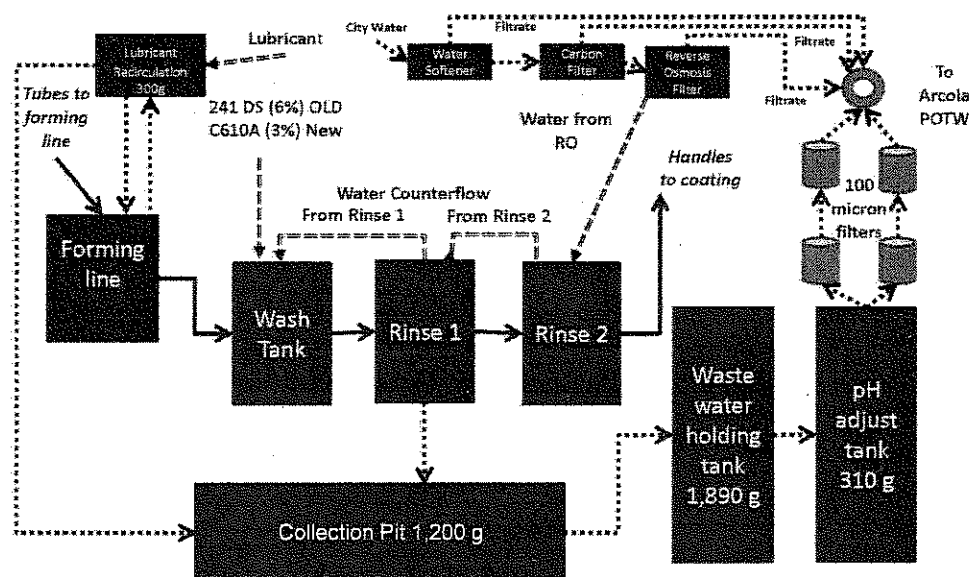 Lubricant
Recirculation
300g
Lubricant
City Water
Filtrate
Water
Softener
Carbon
Filter
Reverse
Osmosis
Filter
Filtrate
Filtrate
To
Arcola
POTW
Tubes to
forming
line
241 DS (6%) OLD
C610A (3%) New
Water from
RO
Handles
to coating
100
micron
filters
Water Counterflow
From Rinse 1
From Rinse 2
Forming
line
Wash
Tank
Rinse 1
Rinse 2
Waste
water
holding
tank
1,890 g
pH
adjust
tank
310 g
Collection Pit 1,200 g